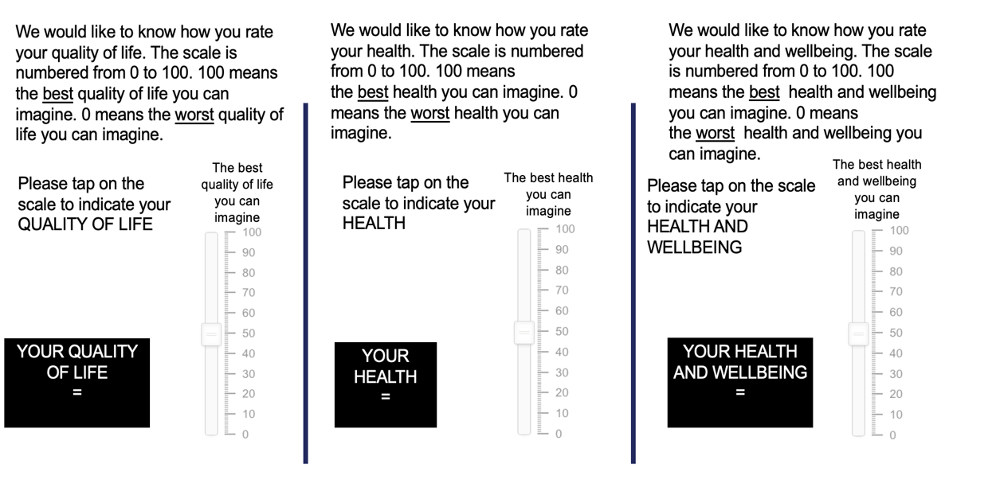 We would like to know how you rate
your quality of life. The scale is
numbered from 0 to 100. 100 means
the best quality of life you can
imagine. 0 means the worst quality of
life you can imagine.
Please tap on the
scale to indicate your
QUALITY OF LIFE
The best
quality of life
you can
imagine
100
90
80
70
60
50
40
30
20
10
0
YOUR QUALITY
OF LIFE
=
We would like to know how you rate
your health. The scale is numbered
from 0 to 100. 100 means
the best health you can imagine. 0
means the worst health you can
imagine.
Please tap on the
scale to indicate your
HEALTH
The best health
you can
imagine
100
90
80
70
60
50
40
30
20
10
0
YOUR
HEALTH
=
We would like to know how you rate
your health and wellbeing. The scale
is numbered from 0 to 100. 100
means the best  health and wellbeing
you can imagine. 0 means
the worst  health and wellbeing you
can imagine.
Please tap on the scale
to indicate your
HEALTH AND
WELLBEING
The best health
and wellbeing
you can
imagine
100
90
80
70
60
50
40
30
20
10
0
YOUR HEALTH
AND WELLBEING
=